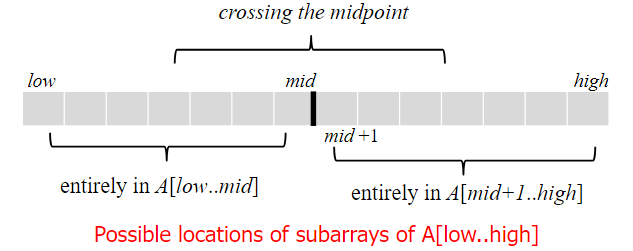 crossing the midpoint
low mid high
mid +1
entirely in A[low..mid]
entirely in A[mid+1..high]
Possible locations of subarrays of A[low..high]